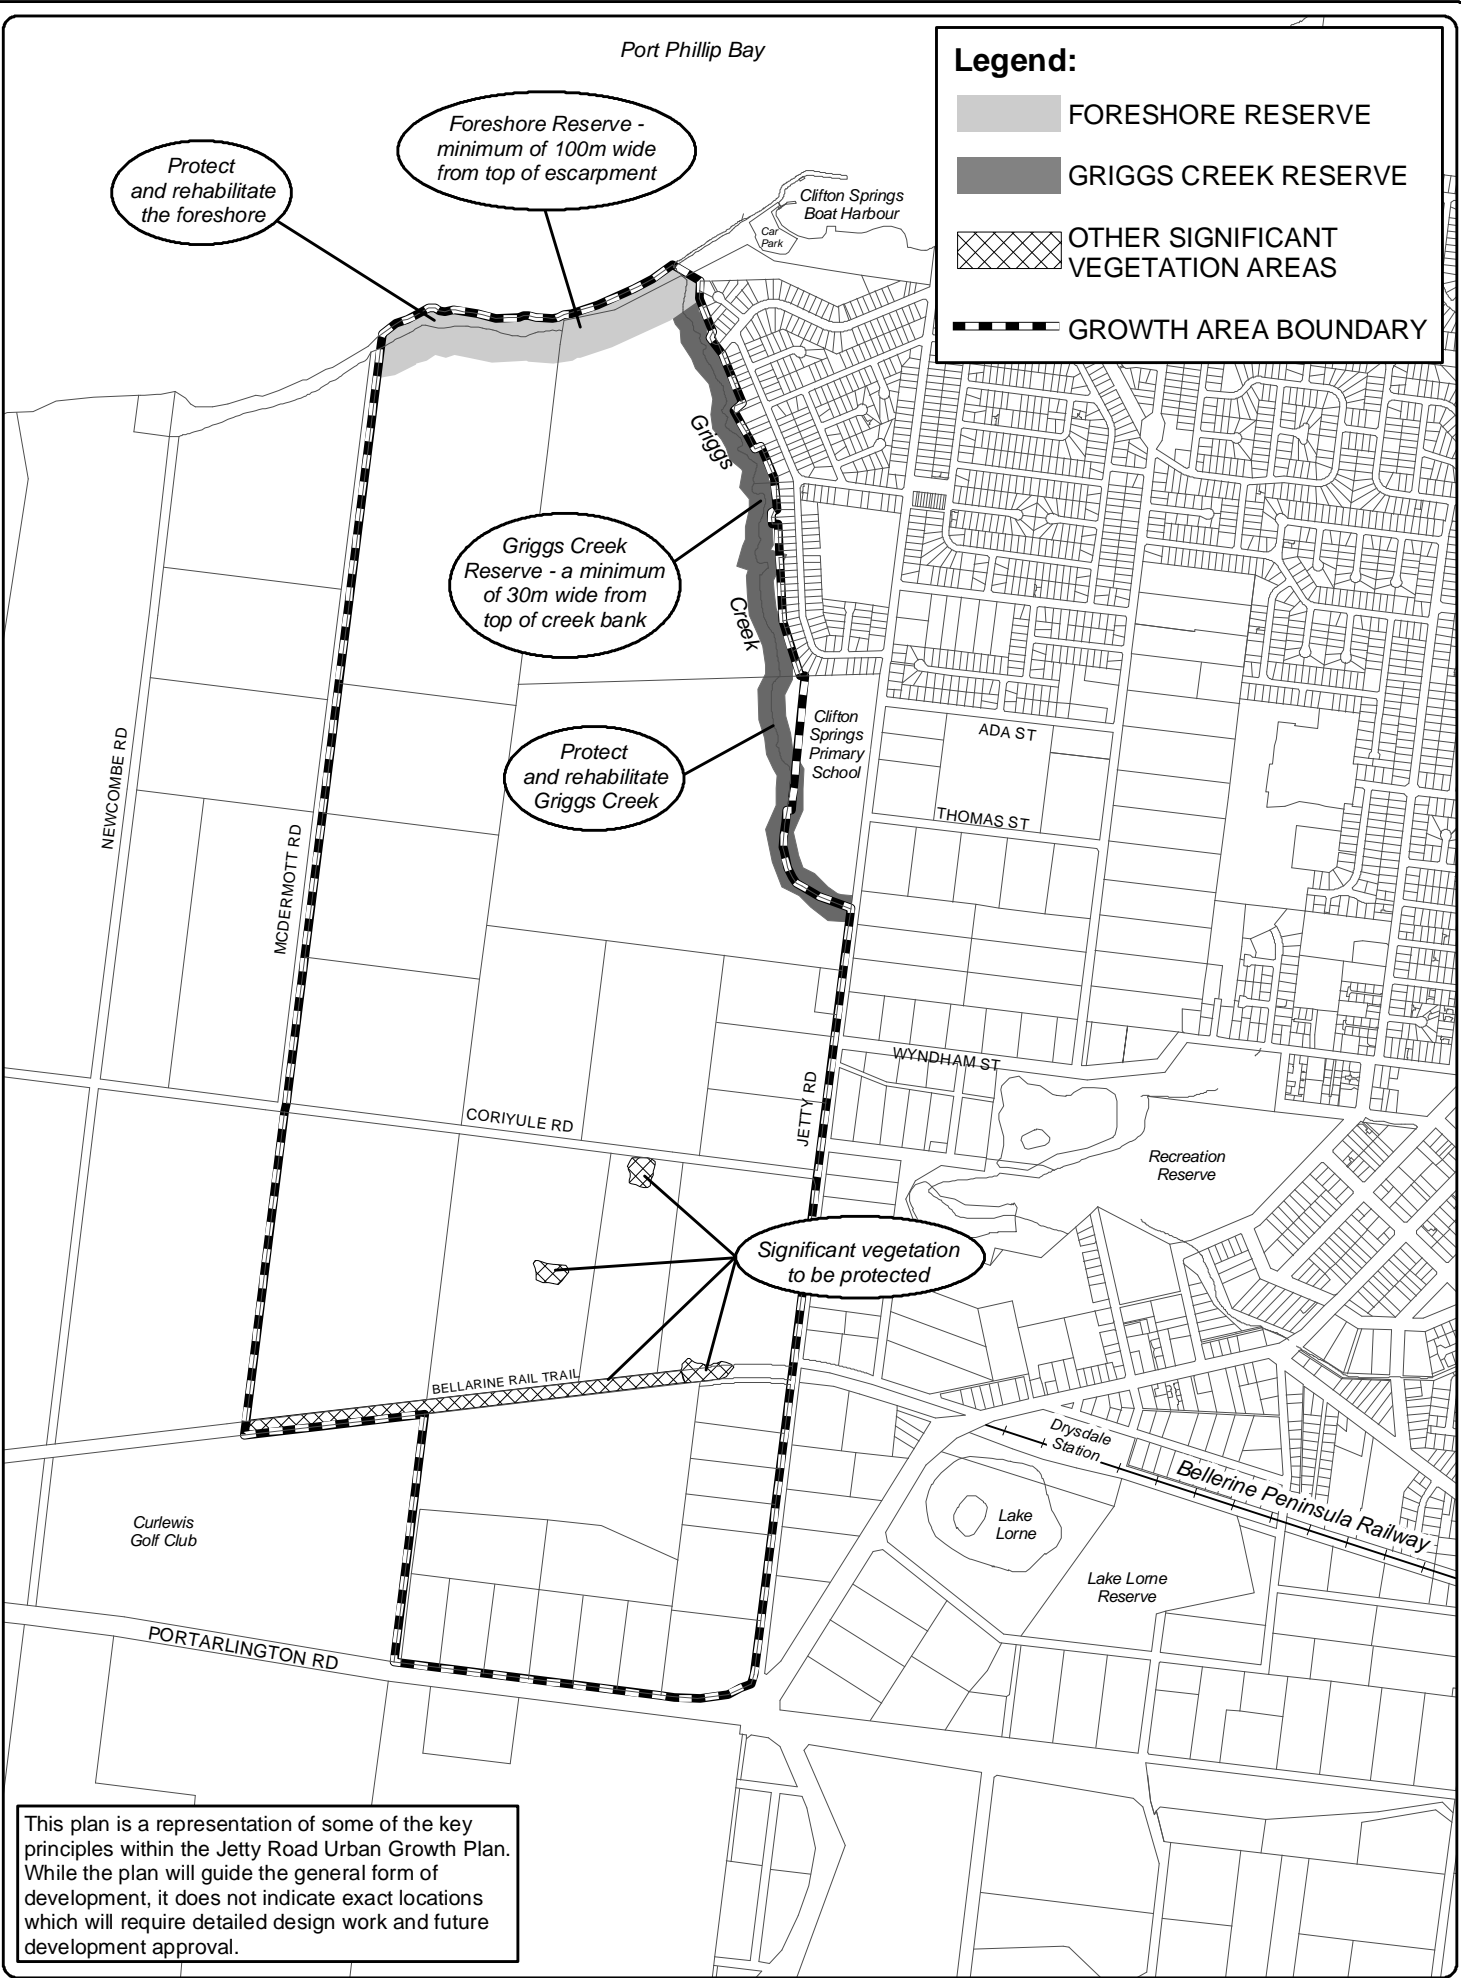 Port Phillip Bay
Legend:
FORESHORE RESERVE
GRIGGS CREEK RESERVE
OTHER SIGNIFICANT
VEGETATION AREAS
GROWTH AREA BOUNDARY
Foreshore Reserve -
minimum of 100m wide
from top of escarpment
Protect
and rehabilitate
the foreshore
Clifton Springs
Boat Harbour
Car
Park
Griggs
Creek
Griggs Creek
Reserve - a minimum
of 30m wide from
top of creek bank
Protect
and rehabilitate
Griggs Creek
Clifton
Springs
Primary
School
ADA ST
THOMAS ST
NEWCOMBE RD
MCDERMOTT RD
WYNDHAM ST
CORIYULE RD
JETTY RD
Recreation
Reserve
Significant vegetation
to be protected
BELLARINE RAIL TRAIL
Drysdale
Station
Bellerine Peninsula Railway
Curlewis
Golf Club
Lake
Lorne
Lake Lorne
Reserve
PORTARLINGTON RD
This plan is a representation of some of the key
principles within the Jetty Road Urban Growth Plan.
While the plan will guide the general form of
development, it does not indicate exact locations
which will require detailed design work and future
development approval.